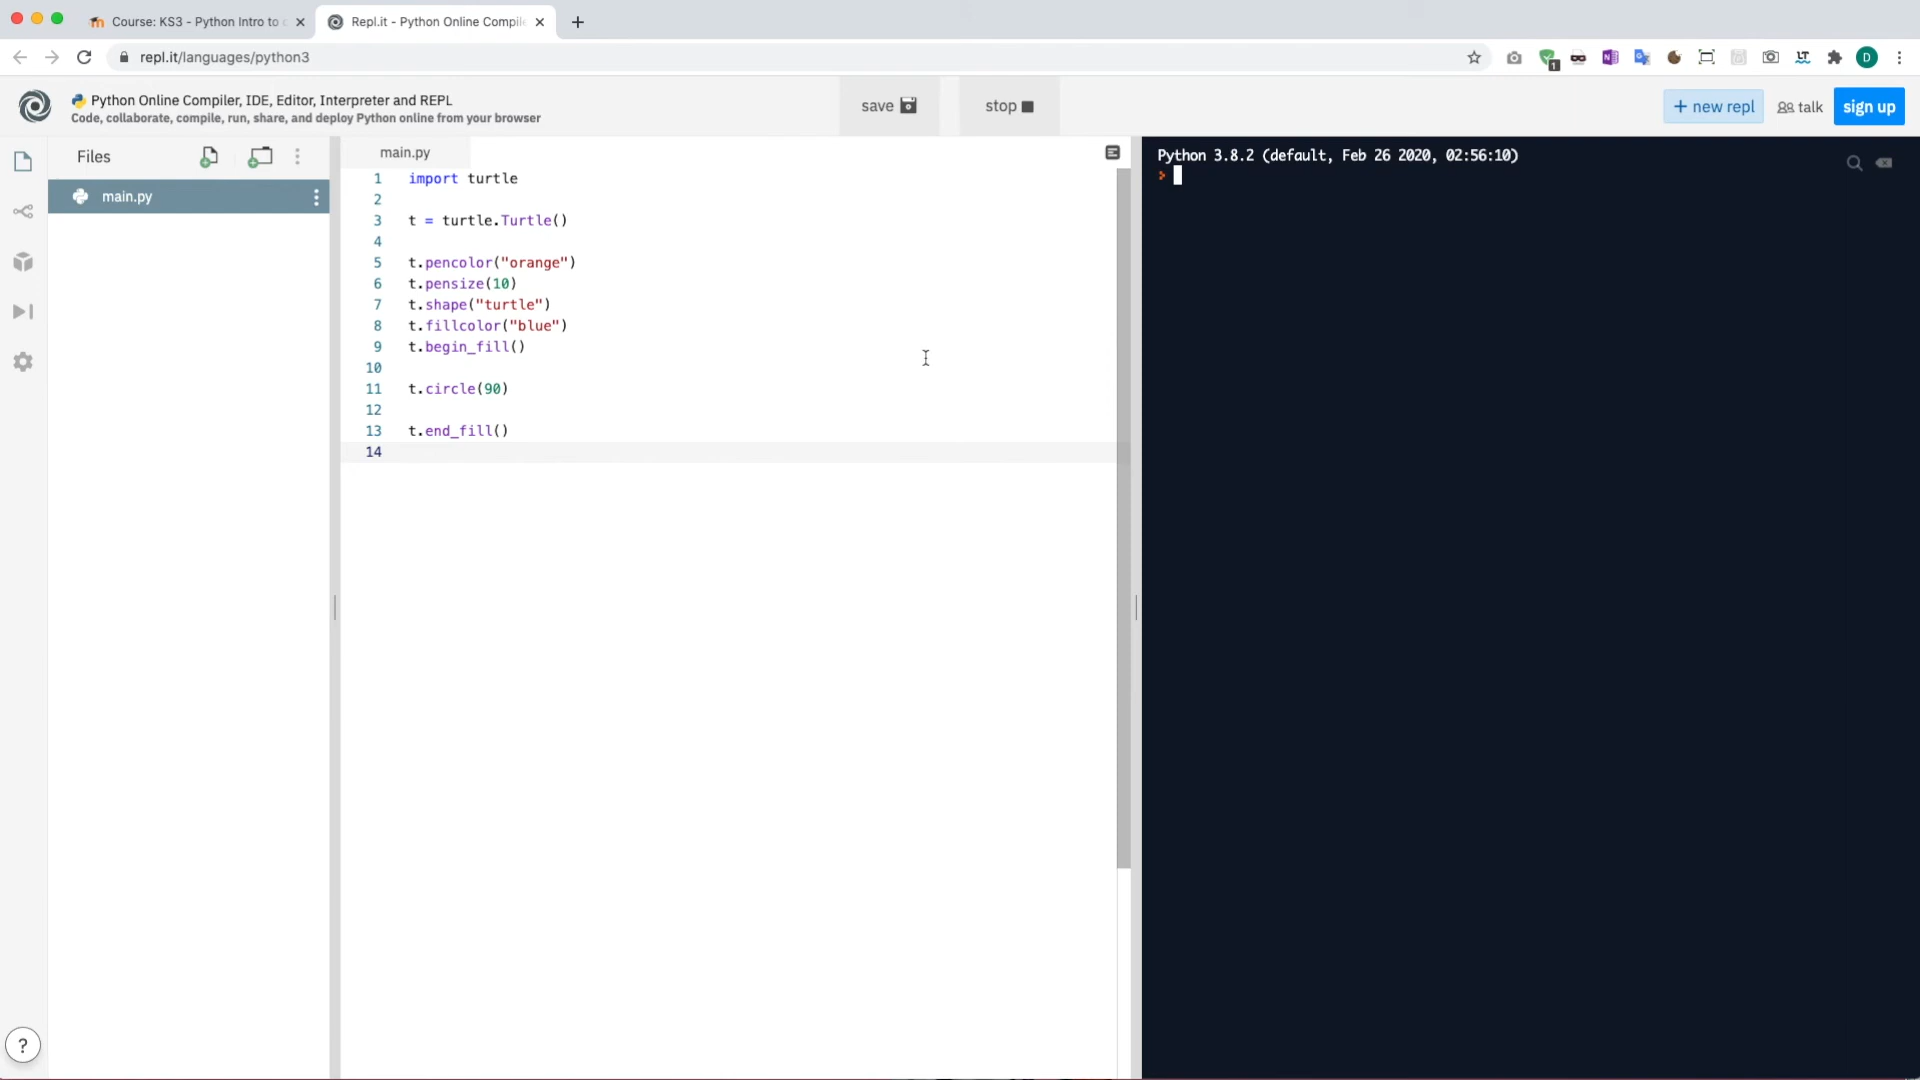 Course: KS3 - Python Intro to
Repl.it - Python Online Compile
repl.it/languages/python3
1
D
Python Online Compiler, IDE, Editor, Interpreter and REPL
Code, collaborate, compile, run, share, and deploy Python online from your browser
save
stop
+ new repl
talk
sign up
Files
main.py
main.py
1 import turtle
2
3 t = turtle.Turtle()
4
5 t.pencolor("orange")
6 t.pensize(10)
7 t.shape("turtle")
8 t.fillcolor("blue")
9 t.begin_fill()
10
11 t.circle(90)
12
13 t.end_fill()
14
Python 3.8.2 (default, Feb 26 2020, 02:56:10)
?